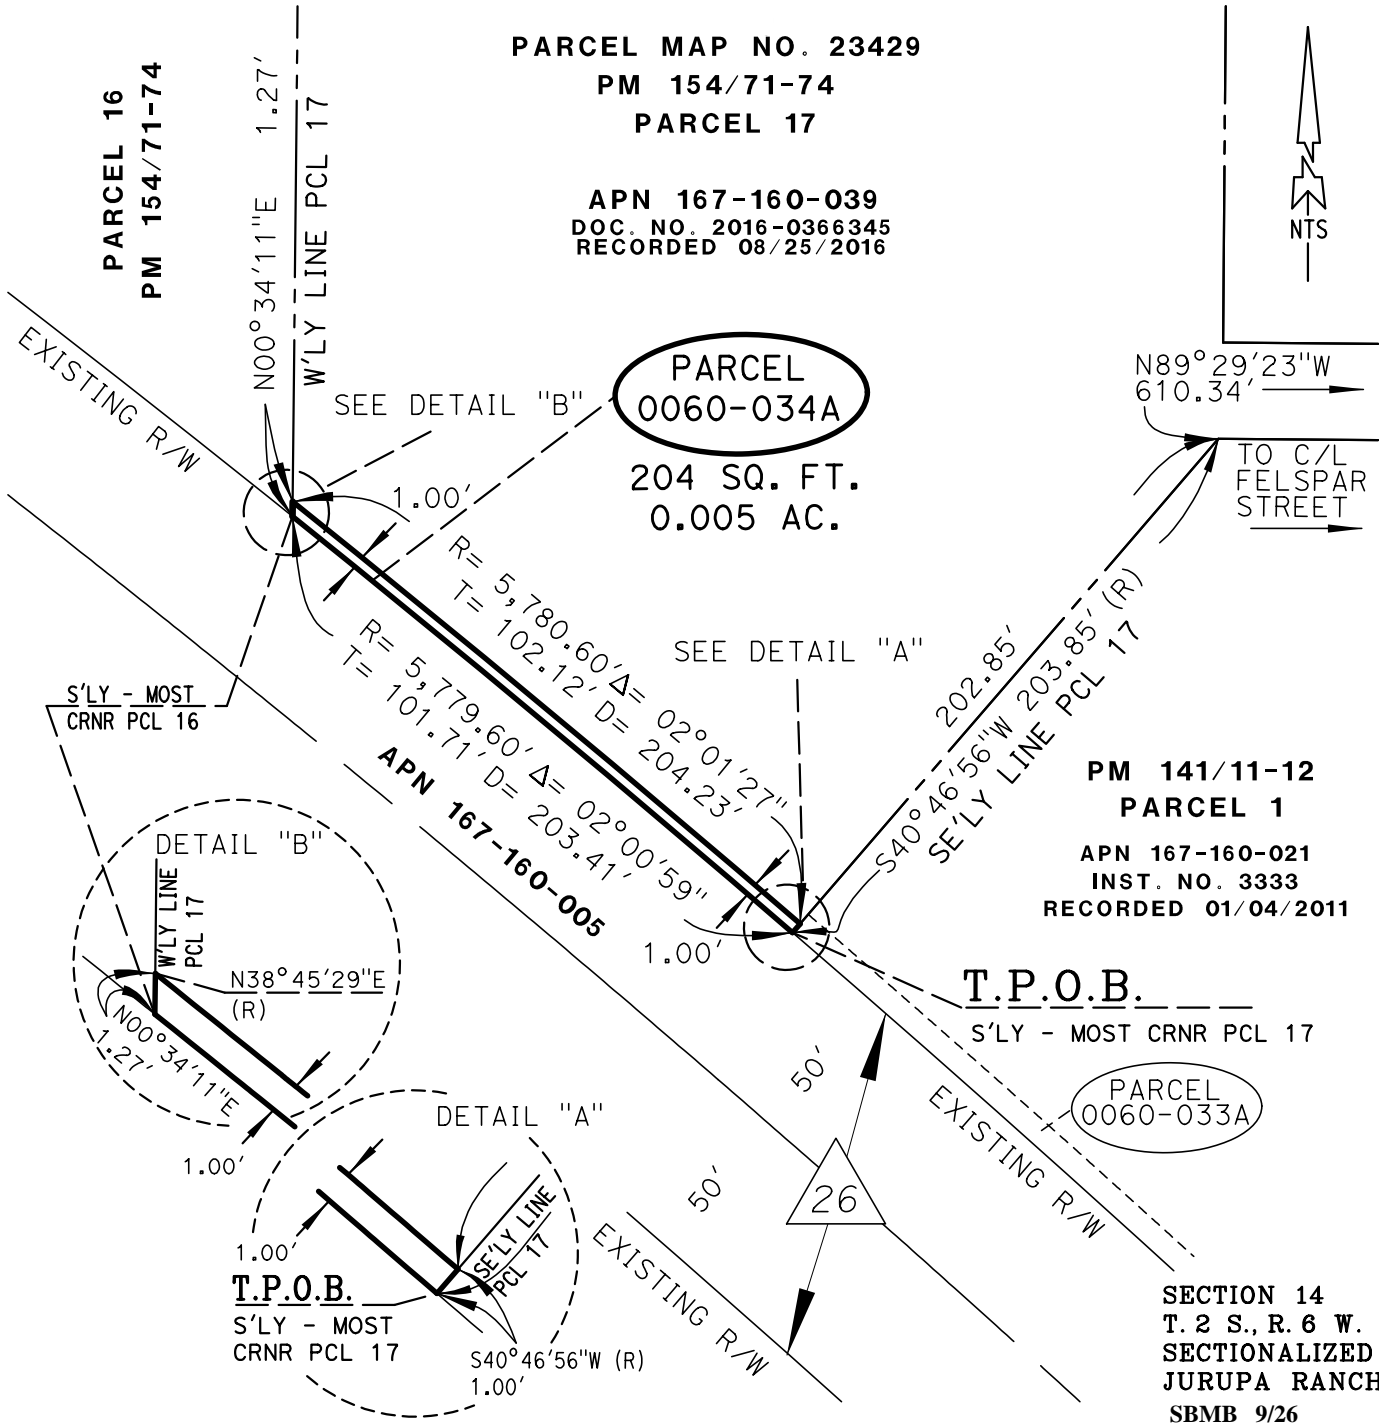 PARCEL MAP NO. 23429
PM 154/71-74
PARCEL 17
APN 167-160-039
DOC. NO. 2016-0366345
RECORDED 08/25/2016
PARCEL 16
PM 154/71-74
N00°34'11"E 1.27'
W'LY LINE PCL 17
NTS
EXISTING R/W
SEE DETAIL "B"
PARCEL
0060-034A
204 SQ. FT.
0.005 AC.
N89°29'23"W
610.34'
TO C/L
FELSPAR
STREET
1.00'
R= 5,780.60' Δ= 02°01'27"
T= 102.12' D= 204.23'
R= 5,779.60' Δ= 02°00'59"
T= 101.71' D= 203.41'
SEE DETAIL "A"
202.85'
S40°46'56"W 203.85' (R)
SE'LY LINE PCL 17
S'LY - MOST
CRNR PCL 16
APN 167-160-005
PM 141/11-12
PARCEL 1
APN 167-160-021
INST. NO. 3333
RECORDED 01/04/2011
1.00'
T.P.O.B.
S'LY - MOST CRNR PCL 17
DETAIL "B"
W'LY LINE
PCL 17
N38°45'29"E
(R)
N00°34'11"E
1.27'
1.00'
50'
PARCEL
0060-033A
EXISTING R/W
DETAIL "A"
50'
26
1.00'
SE'LY LINE
PCL 17
T.P.O.B.
S'LY - MOST
CRNR PCL 17
S40°46'56"W (R)
1.00'
EXISTING R/W
SECTION 14
T. 2 S., R. 6 W.
SECTIONALIZED
JURUPA RANCH
SBMB 9/26